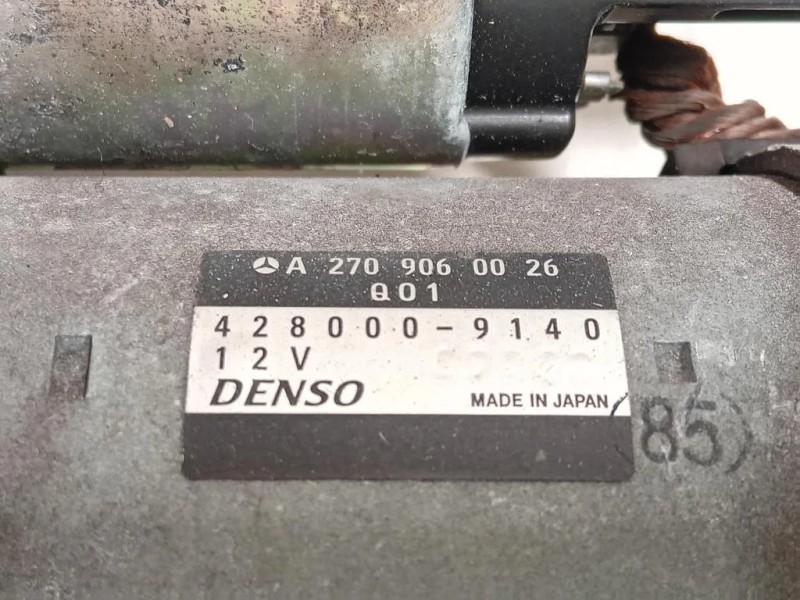 A 270 906 00 26
Q01
428000-9140
12V
DENSO
MADE IN JAPAN
85)